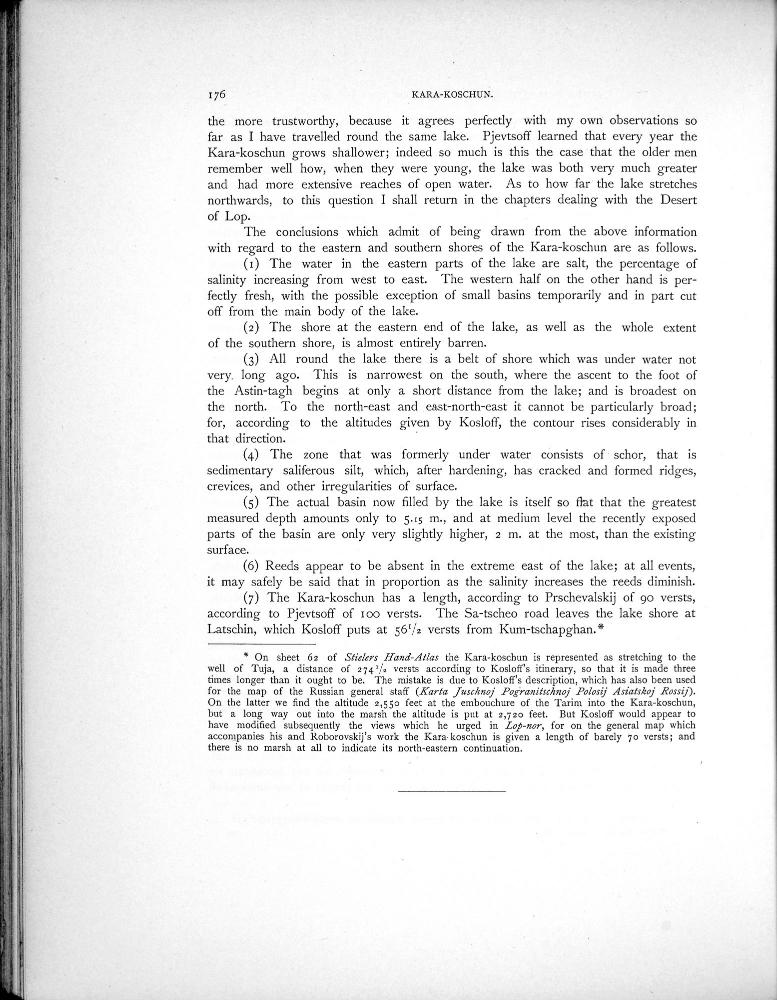 176 KARA-KOSCHUN.
the more trustworthy, because it agrees perfectly with my own observations so
far as I have travelled round the same lake. Pjevtsoff learned that every year the
Kara-koschun grows shallower; indeed so much is this the case that the older men
remember well how, when they were young, the lake was both very much greater
and had more extensive reaches of open water. As to how far the lake stretches
northwards, to this question I shall return in the chapters dealing with the Desert
of Lop.
The conclusions which admit of being drawn from the above information
with regard to the eastern and southern shores of the Kara-koschun are as follows.
(1) The water in the eastern parts of the lake are salt, the percentage of
salinity increasing from west to east. The western half on the other hand is per-
fectly fresh, with the possible exception of small basins temporarily and in part cut
off from the main body of the lake.
(2) The shore at the eastern end of the lake, as well as the whole extent
of the southern shore, is almost entirely barren.
(3) All round the lake there is a belt of shore which was under water not
very long ago. This is narrowest on the south, where the ascent to the foot of
the Astin-tagh begins at only a short distance from the lake; and is broadest on
the north. To the north-east and east-north-east it cannot be particularly broad;
for, according to the altitudes given by Kosloff, the contour rises considerably in
that direction.
(4) The zone that was formerly under water consists of schor, that is
sedimentary saliferous silt, which, after hardening, has cracked and formed ridges,
crevices, and other irregularities of surface.
(5) The actual basin now filled by the lake is itself so flat that the greatest
measured depth amounts only to 5.15 m., and at medium level the recently exposed
parts of the basin are only very slightly higher, 2 m. at the most, than the existing
surface.
(6) Reeds appear to be absent in the extreme east of the lake; at all events,
it may safely be said that in proportion as the salinity increases the reeds diminish.
(7) The Kara-koschun has a length, according to Prschevalskij of 90 versts,
according to Pjevtsoff of 100 versts. The Sa-tscheo road leaves the lake shore at
Latschin, which Kosloff puts at 56 1/2 versts from Kum-tschapghan.*
* On sheet 62 of Stielers Hand-Atlas the Kara-koschun is represented as stretching to the
well of Tuja, a distance of 274 1/2 versts according to Kosloff's itinerary, so that it is made three
times longer than it ought to be. The mistake is due to Kosloff's description, which has also been used
for the map of the Russian general staff (Karta Juschnoj Pogranitschnoj Polosij Asiatskoj Rossij).
On the latter we find the altitude 2,550 feet at the embouchure of the Tarim into the Kara-koschun,
but a long way out into the marsh the altitude is put at 2,720 feet. But Kosloff would appear to
have modified subsequently the views which he urged in Lop-nor, for on the general map which
accompanies his and Roborovskij's work the Kara-koschun is given a length of barely 70 versts; and
there is no marsh at all to indicate its north-eastern continuation.